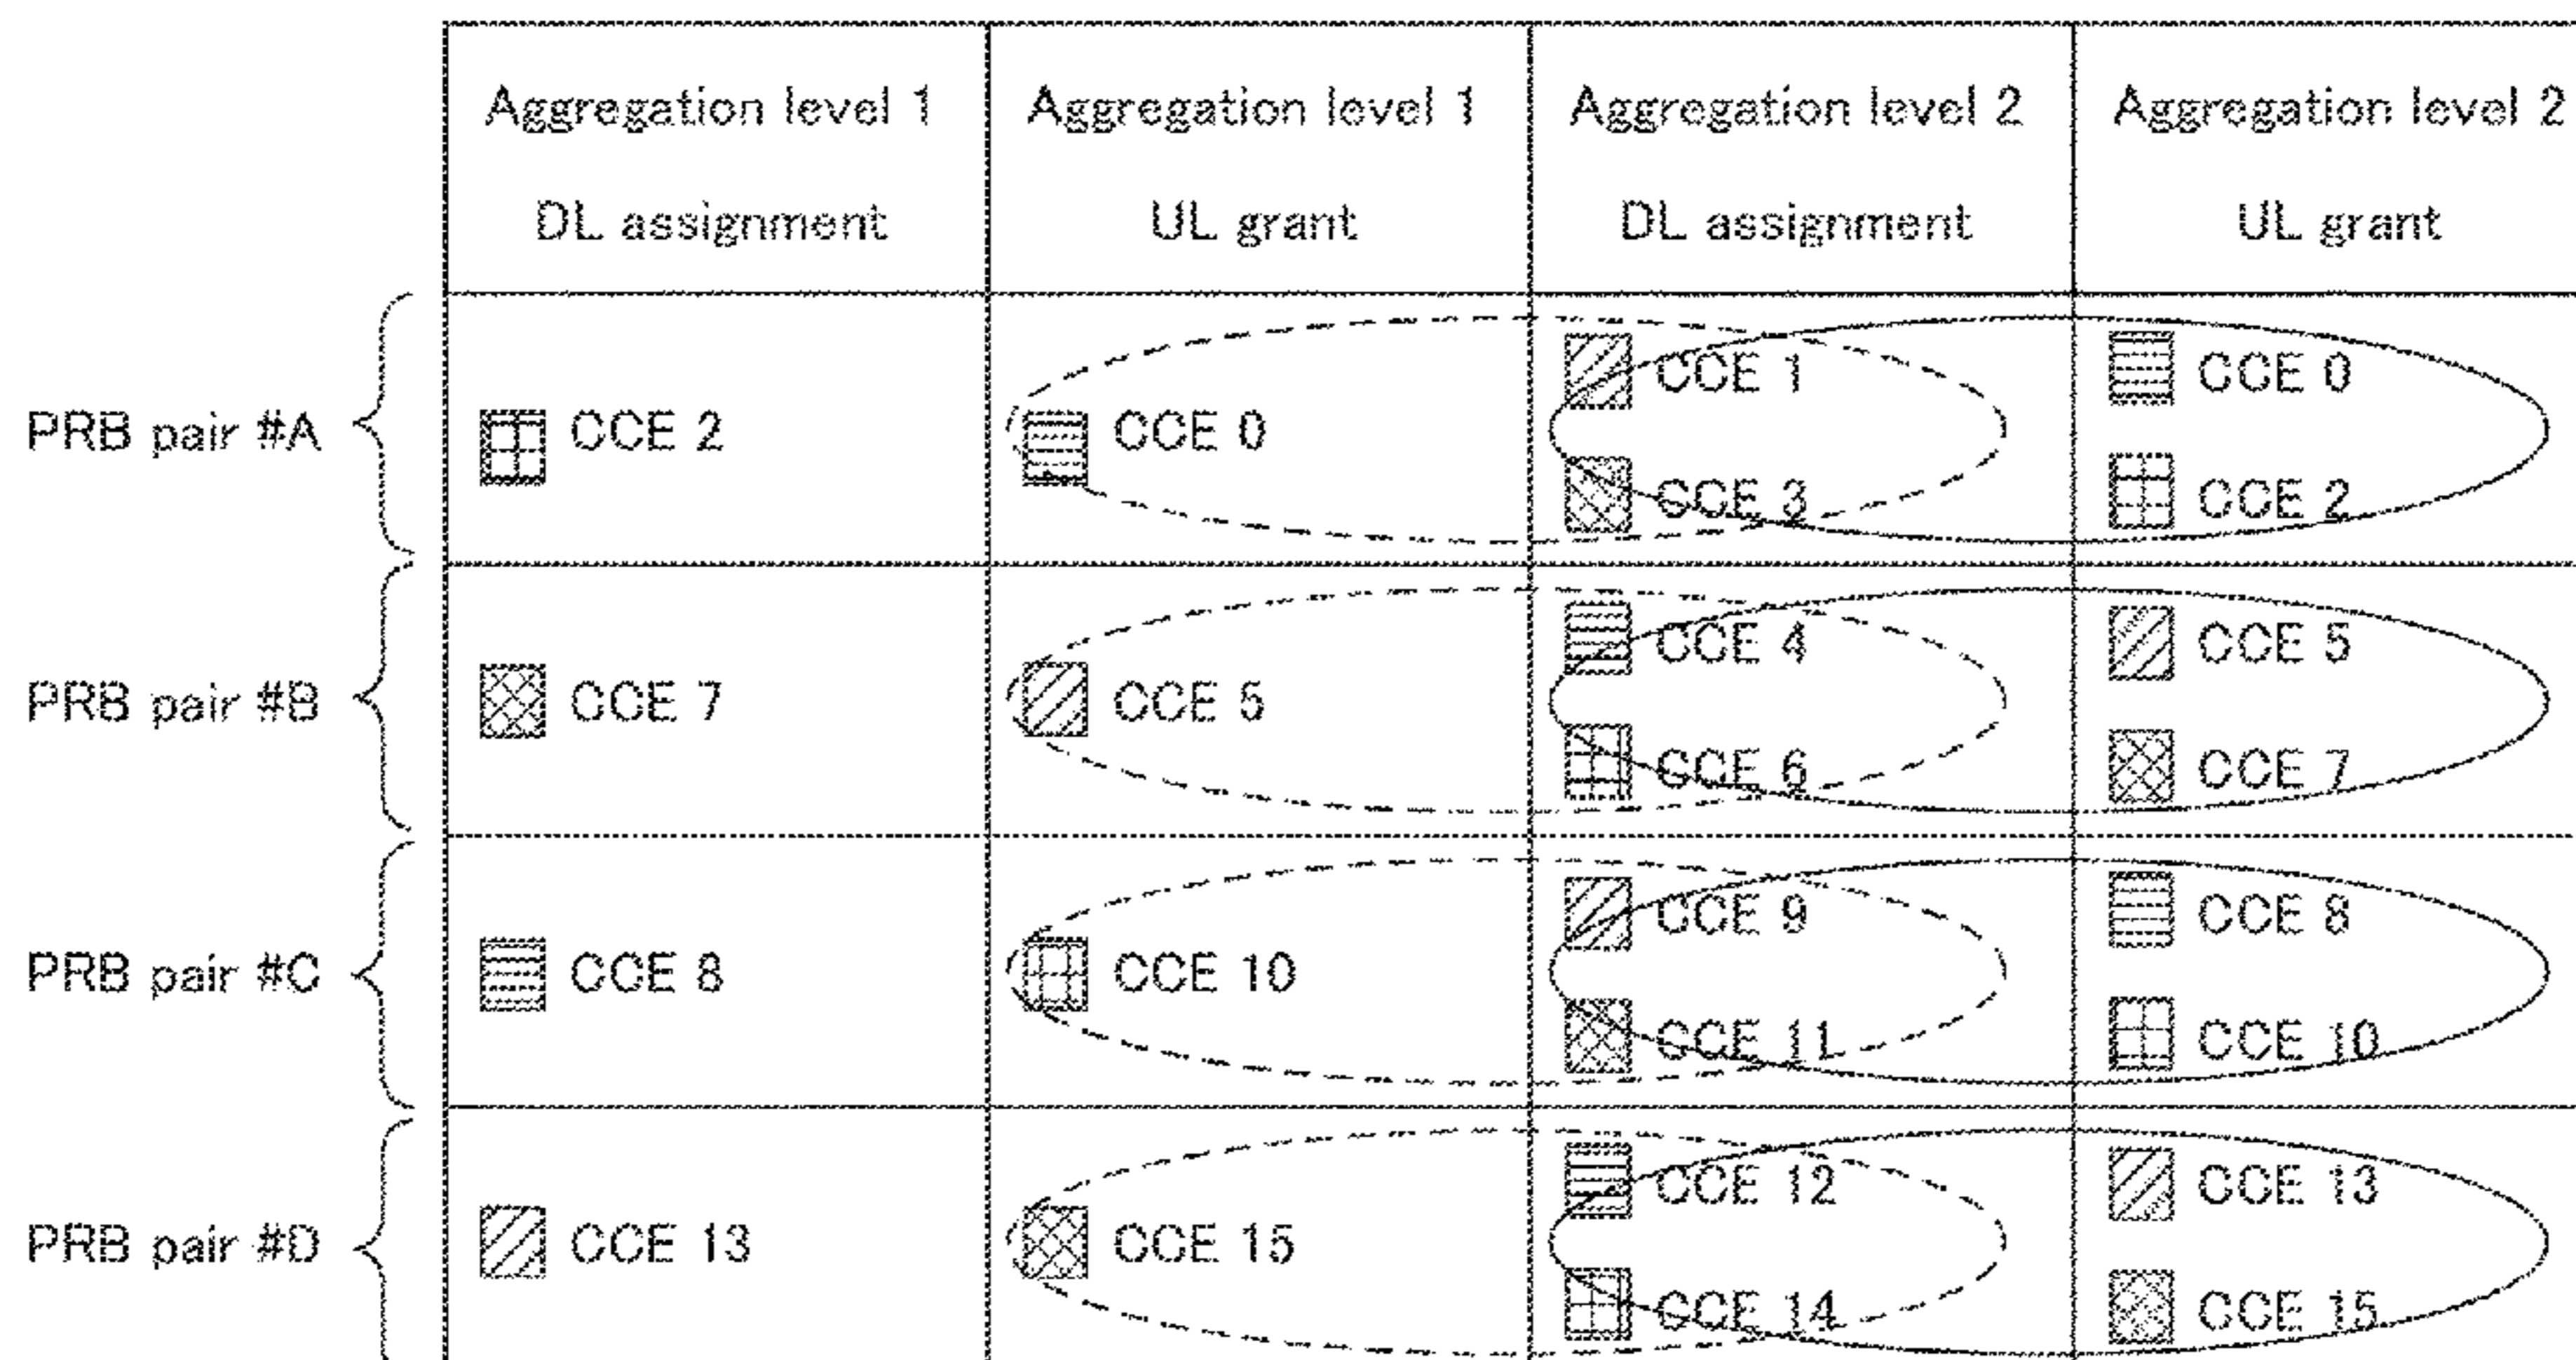 Aggregation level 1
DL assignment
Aggregation level 1
UL grant
Aggregation level 2
DL assignment
Aggregation level 2
UL grant
PRB pair #A
CCE 2
CCE 0
CCE 1
CCE 3
CCE 0
CCE 2
PRB pair #B
CCE 7
CCE 5
CCE 4
CCE 6
CCE 5
CCE 7
PRB pair #C
CCE 8
CCE 10
CCE 9
CCE 11
CCE 8
CCE 10
PRB pair #D
CCE 13
CCE 15
CCE 12
CCE 14
CCE 13
CCE 15